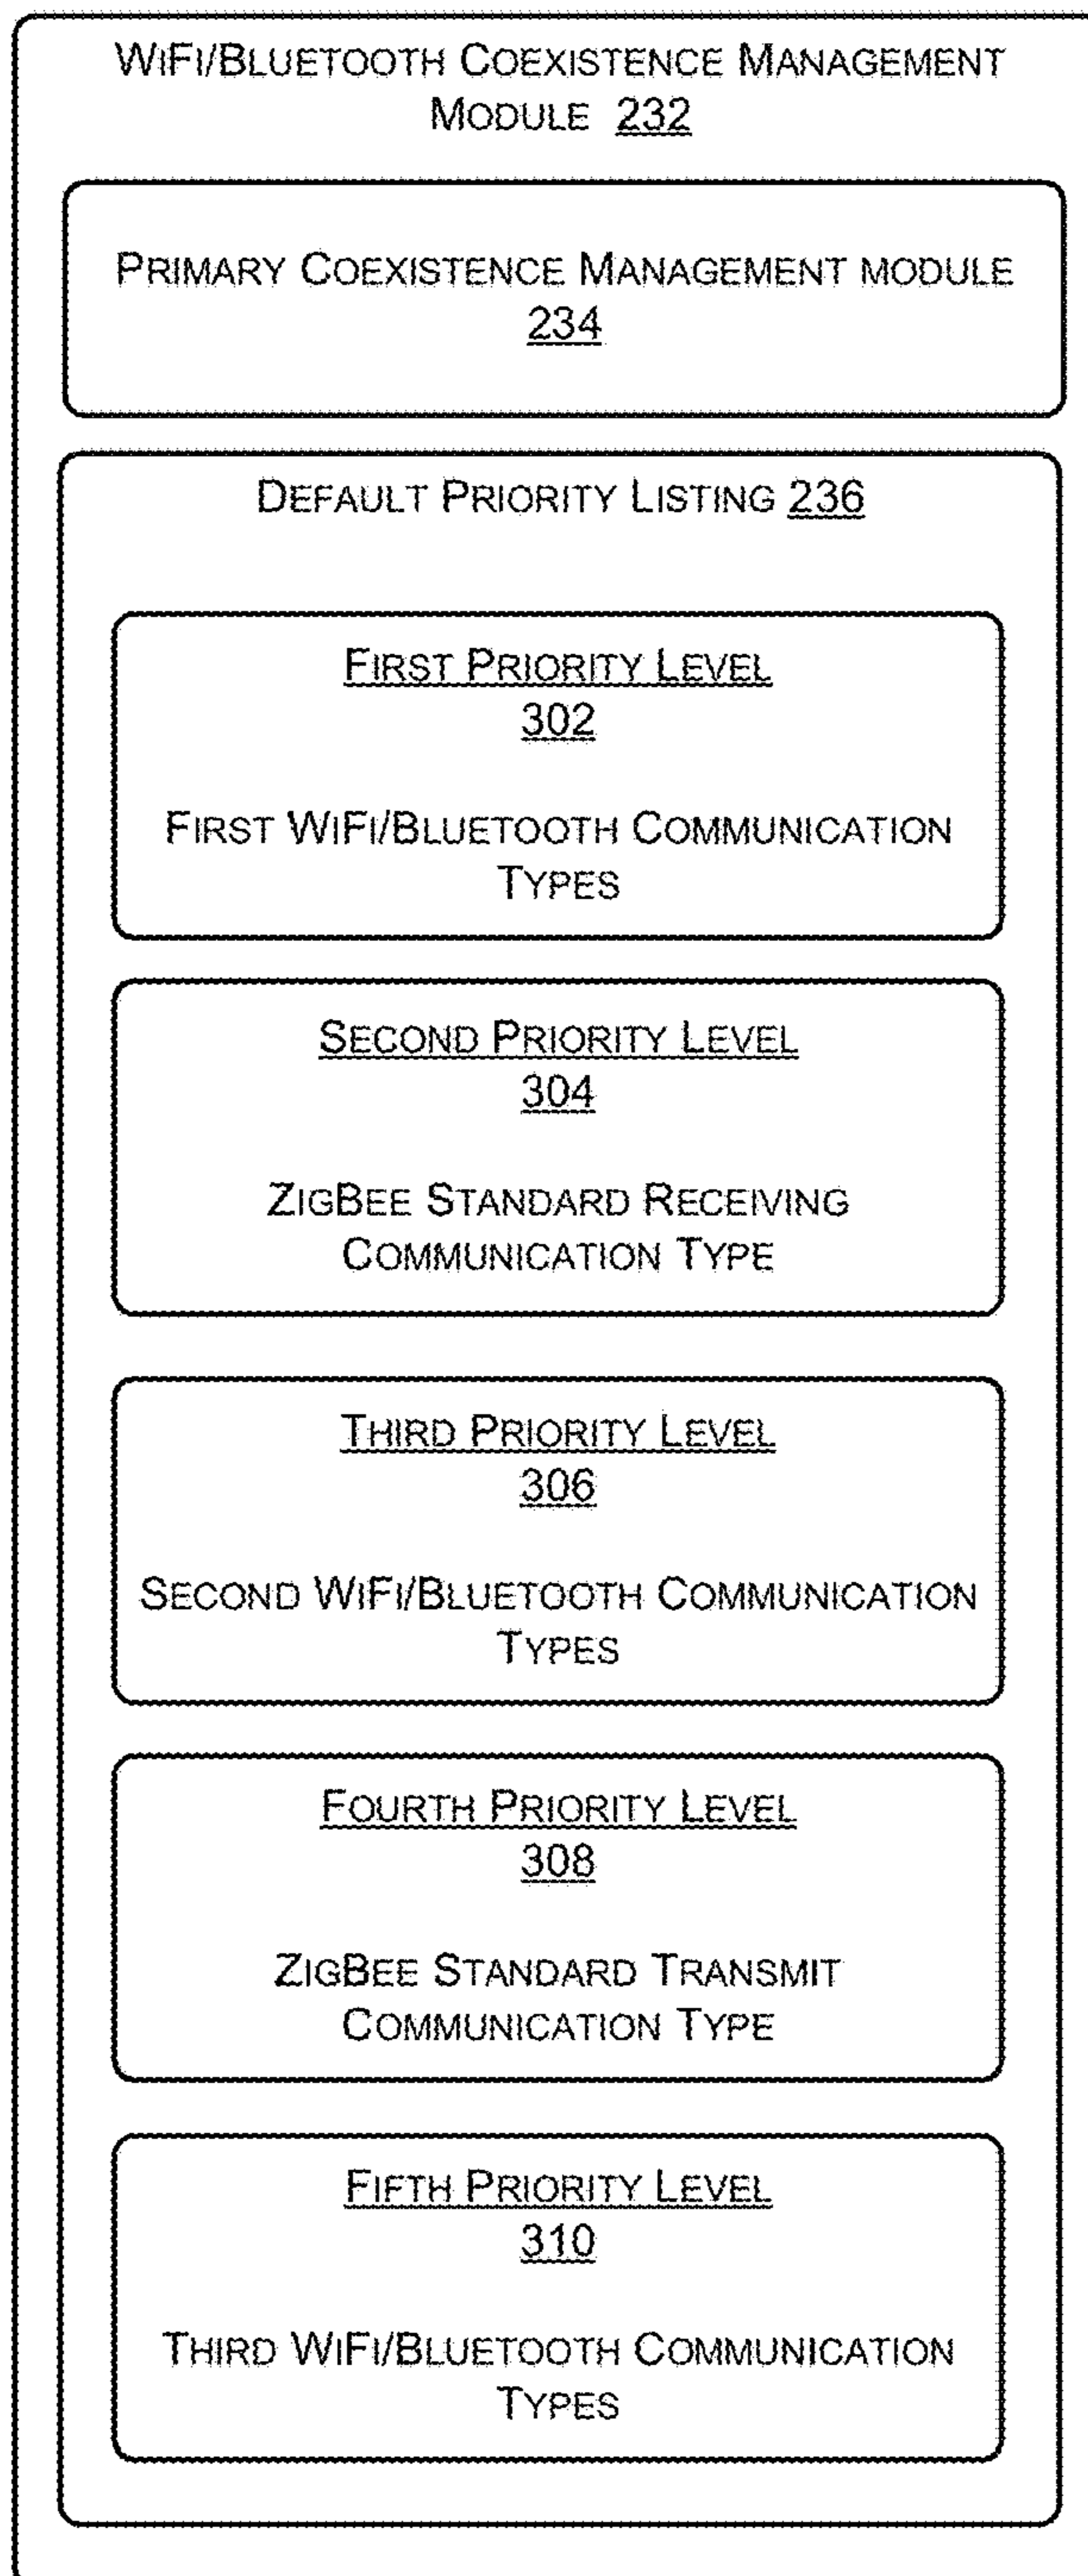 WIFI/BLUETOOTH COEXISTENCE MANAGEMENT
MODULE 232
PRIMARY COEXISTENCE MANAGEMENT MODULE
234
DEFAULT PRIORITY LISTING 236
FIRST PRIORITY LEVEL
302
FIRST WIFI/BLUETOOTH COMMUNICATION
TYPES
SECOND PRIORITY LEVEL
304
ZIGBEE STANDARD RECEIVING
COMMUNICATION TYPE
THIRD PRIORITY LEVEL
306
SECOND WIFI/BLUETOOTH COMMUNICATION
TYPES
FOURTH PRIORITY LEVEL
308
ZIGBEE STANDARD TRANSMIT
COMMUNICATION TYPE
FIFTH PRIORITY LEVEL
310
THIRD WIFI/BLUETOOTH COMMUNICATION
TYPES